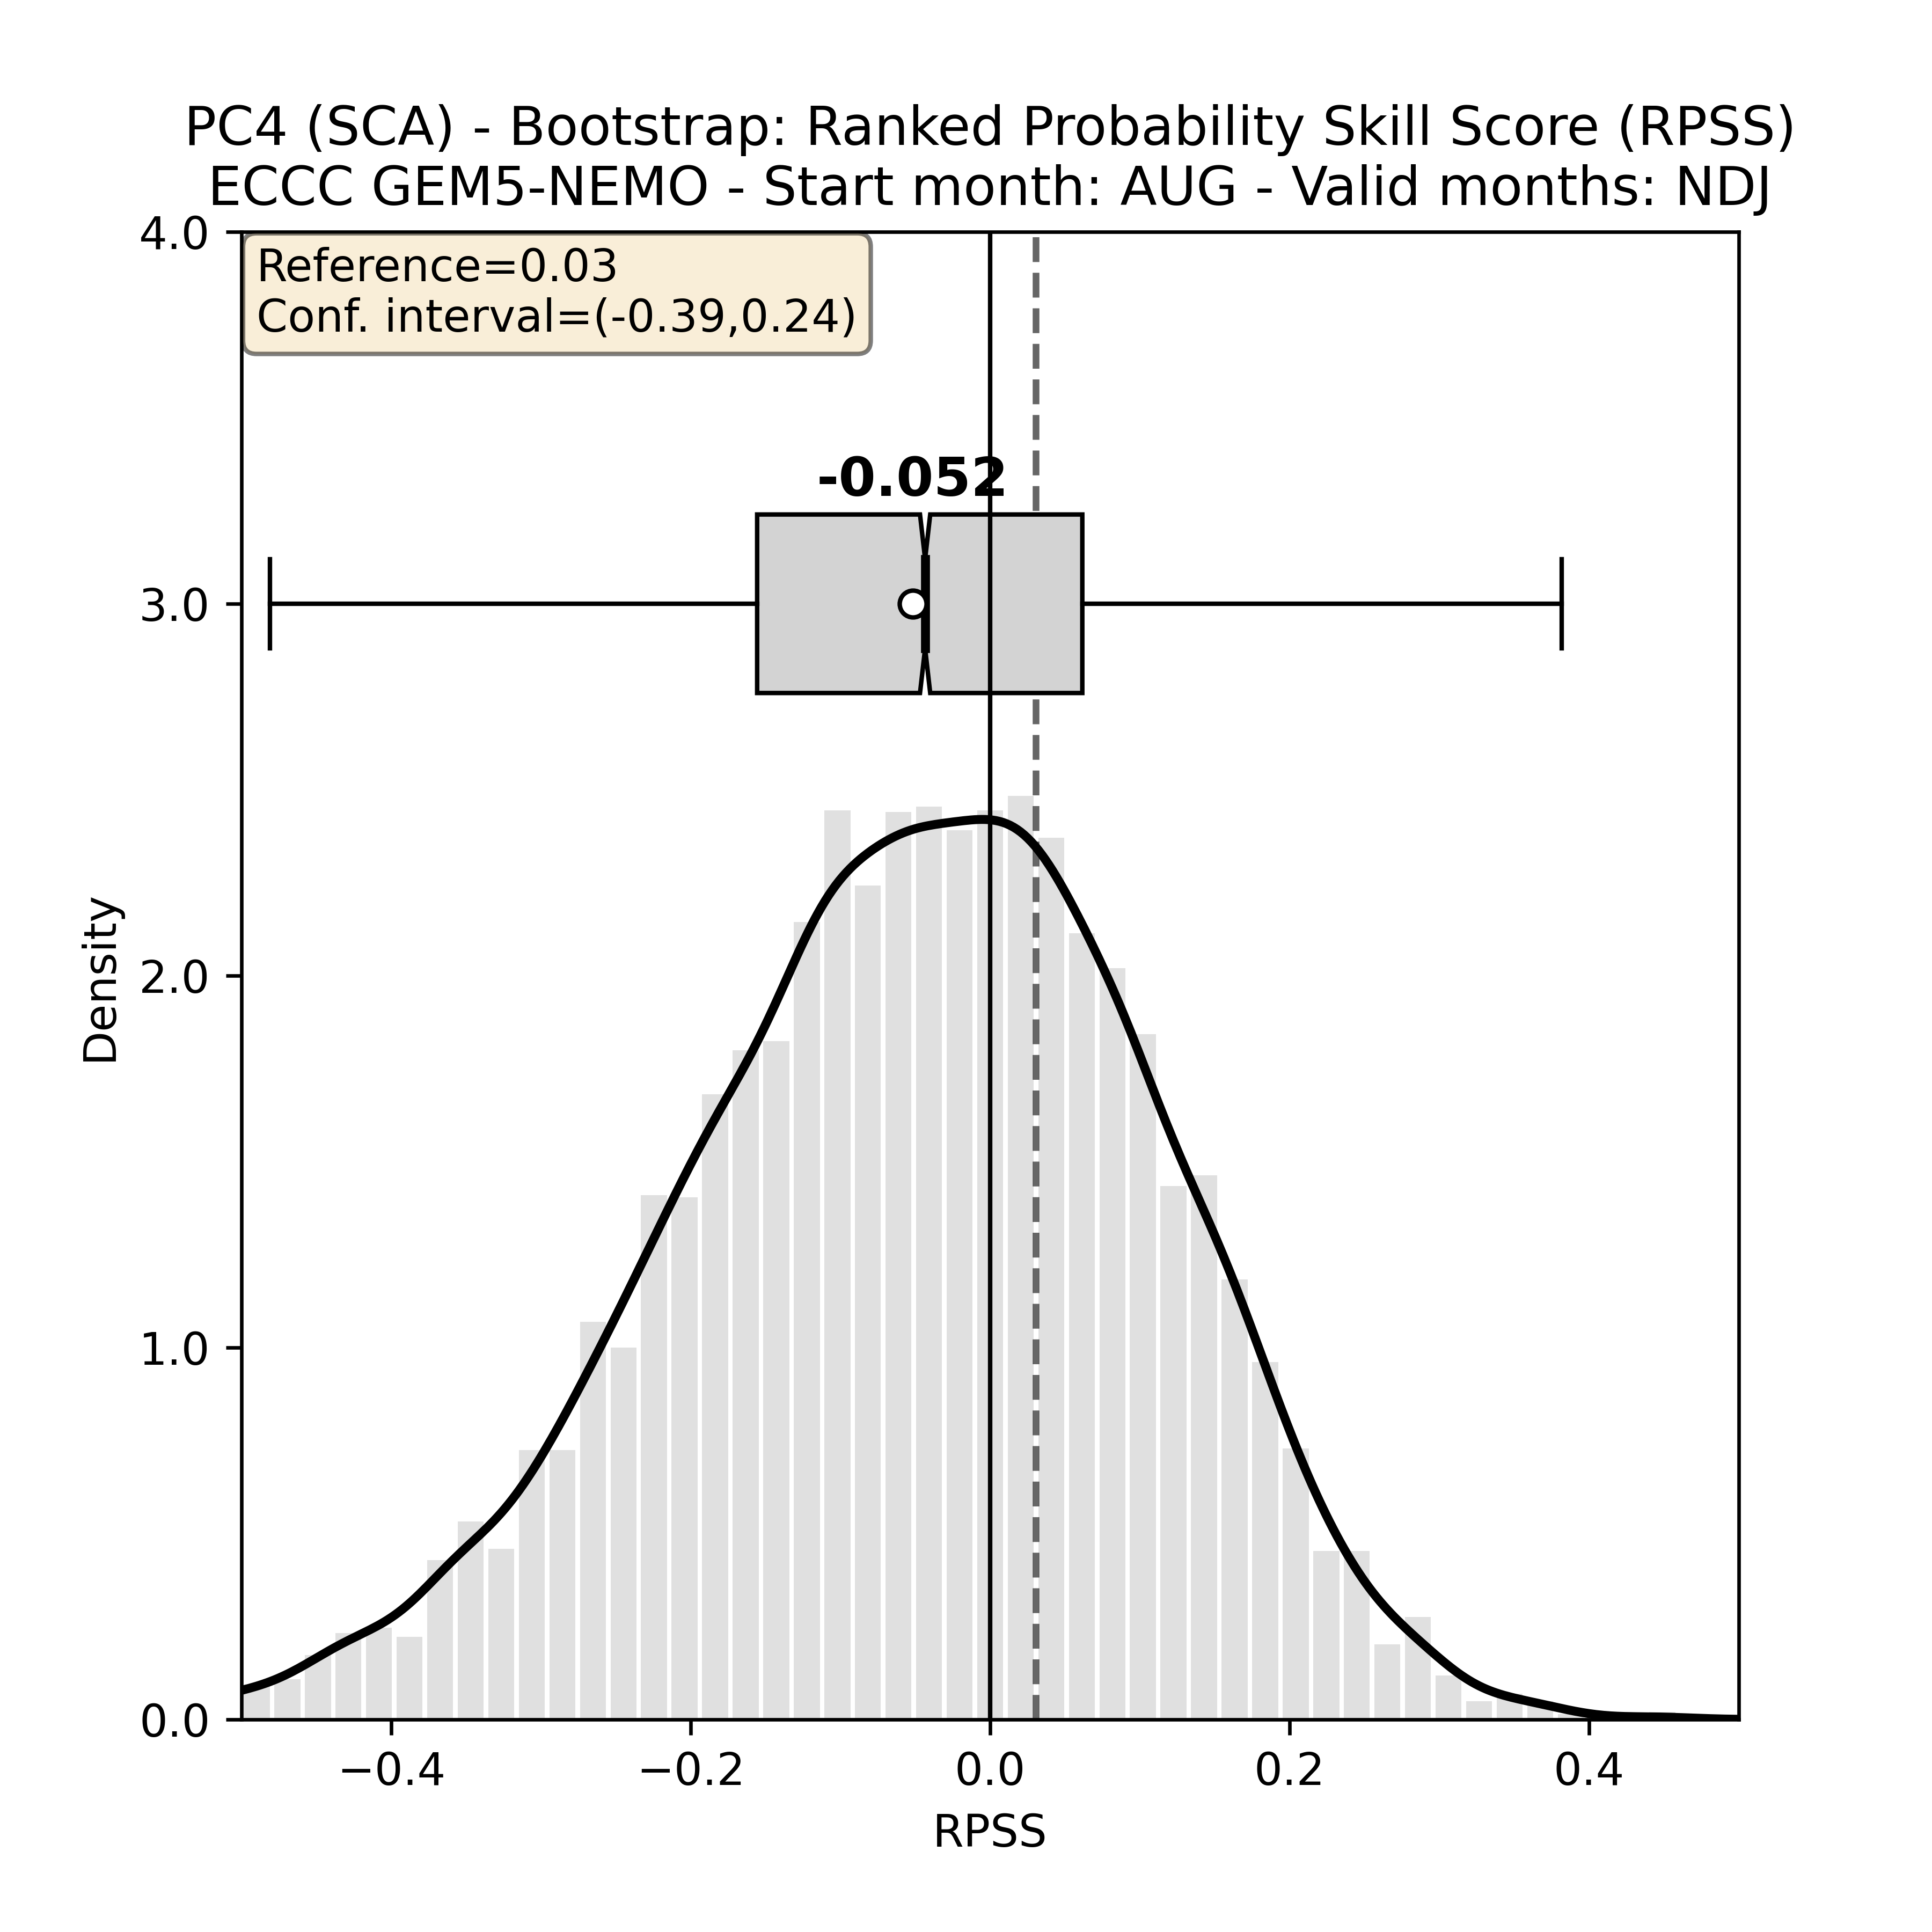 PC4 (SCA) - Bootstrap: Ranked Probability Skill Score (RPSS)
ECCC GEM5-NEMO - Start month: AUG - Valid months: NDJ
4.0
Reference=0.03
Conf. interval=(-0.39,0.24)
-0.052
3.0
Density
2.0
1.0
0.0
−0.4 −0.2 0.0 0.2 0.4
RPSS